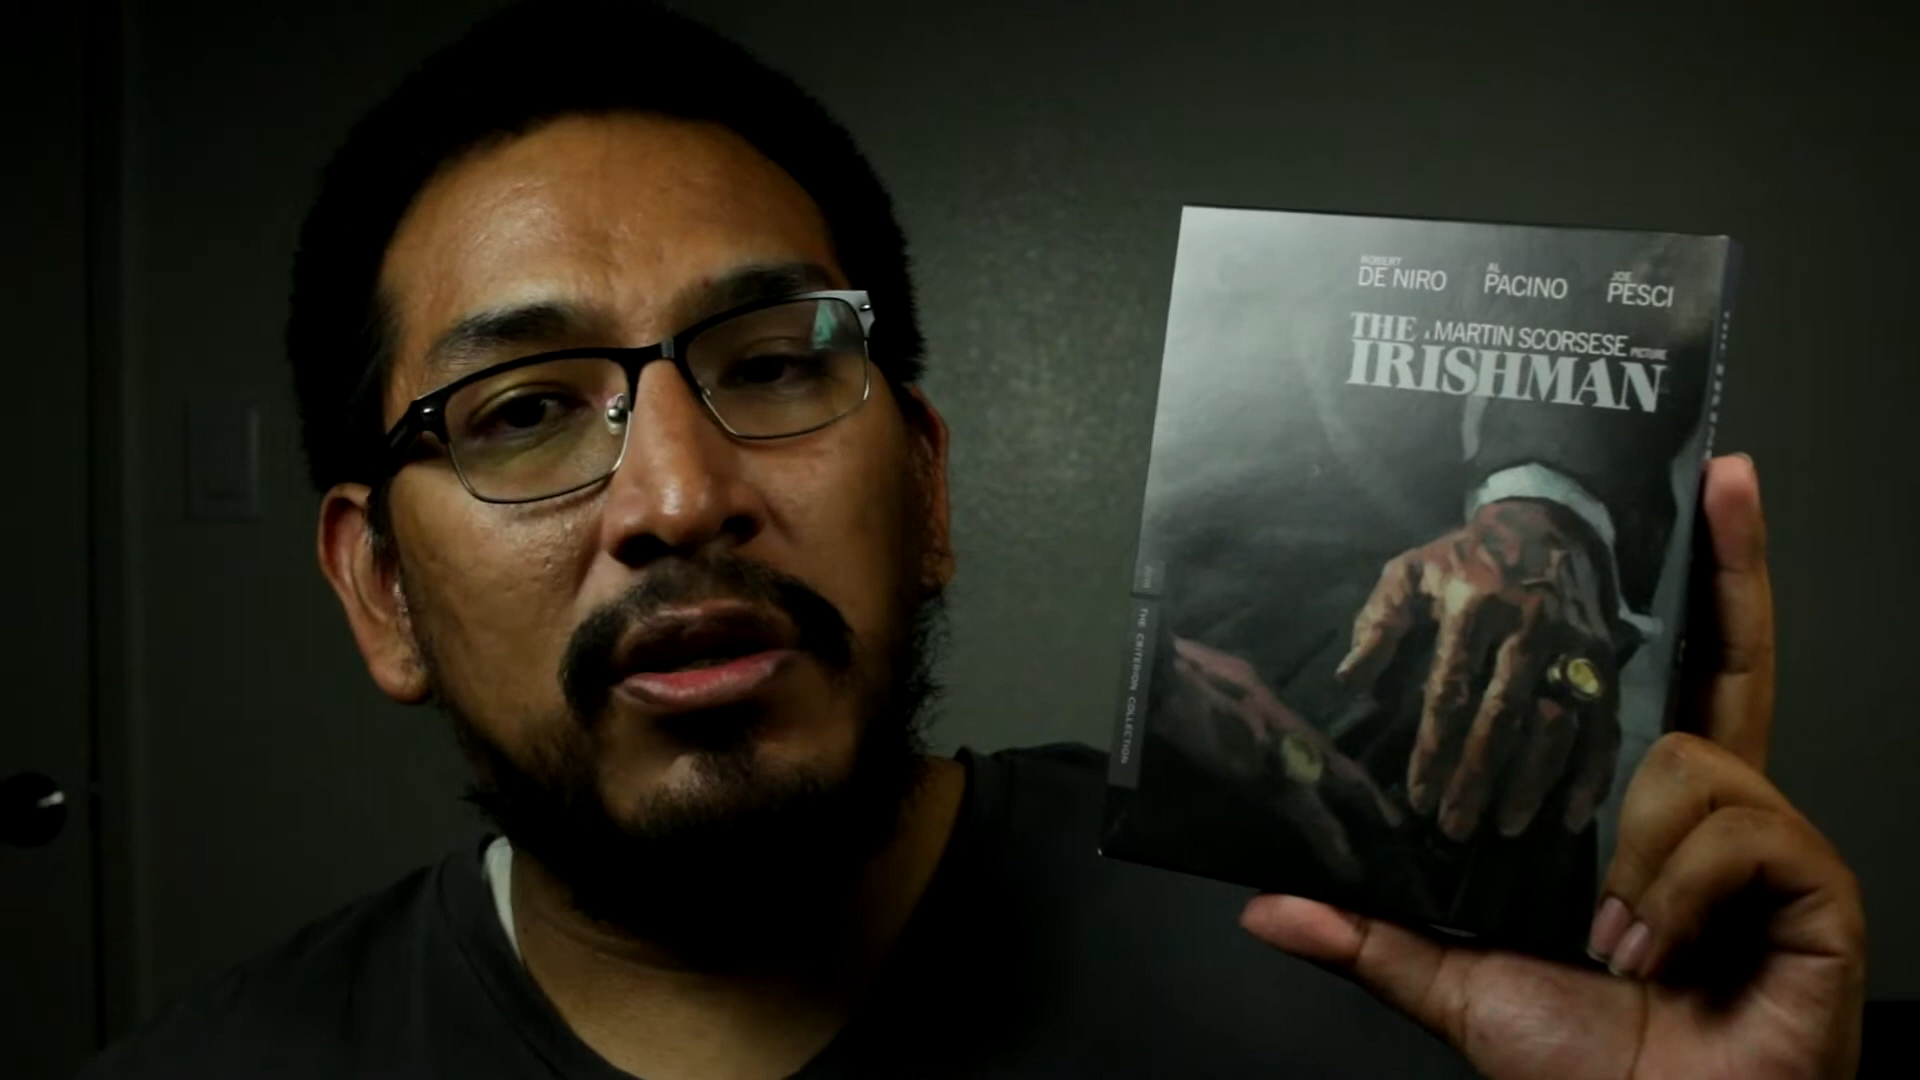 ROBERT DE NIRO
AL PACINO
JOE PESCI
THE IRISHMAN
A MARTIN SCORSESE PICTURE
THE CRITERION COLLECTION